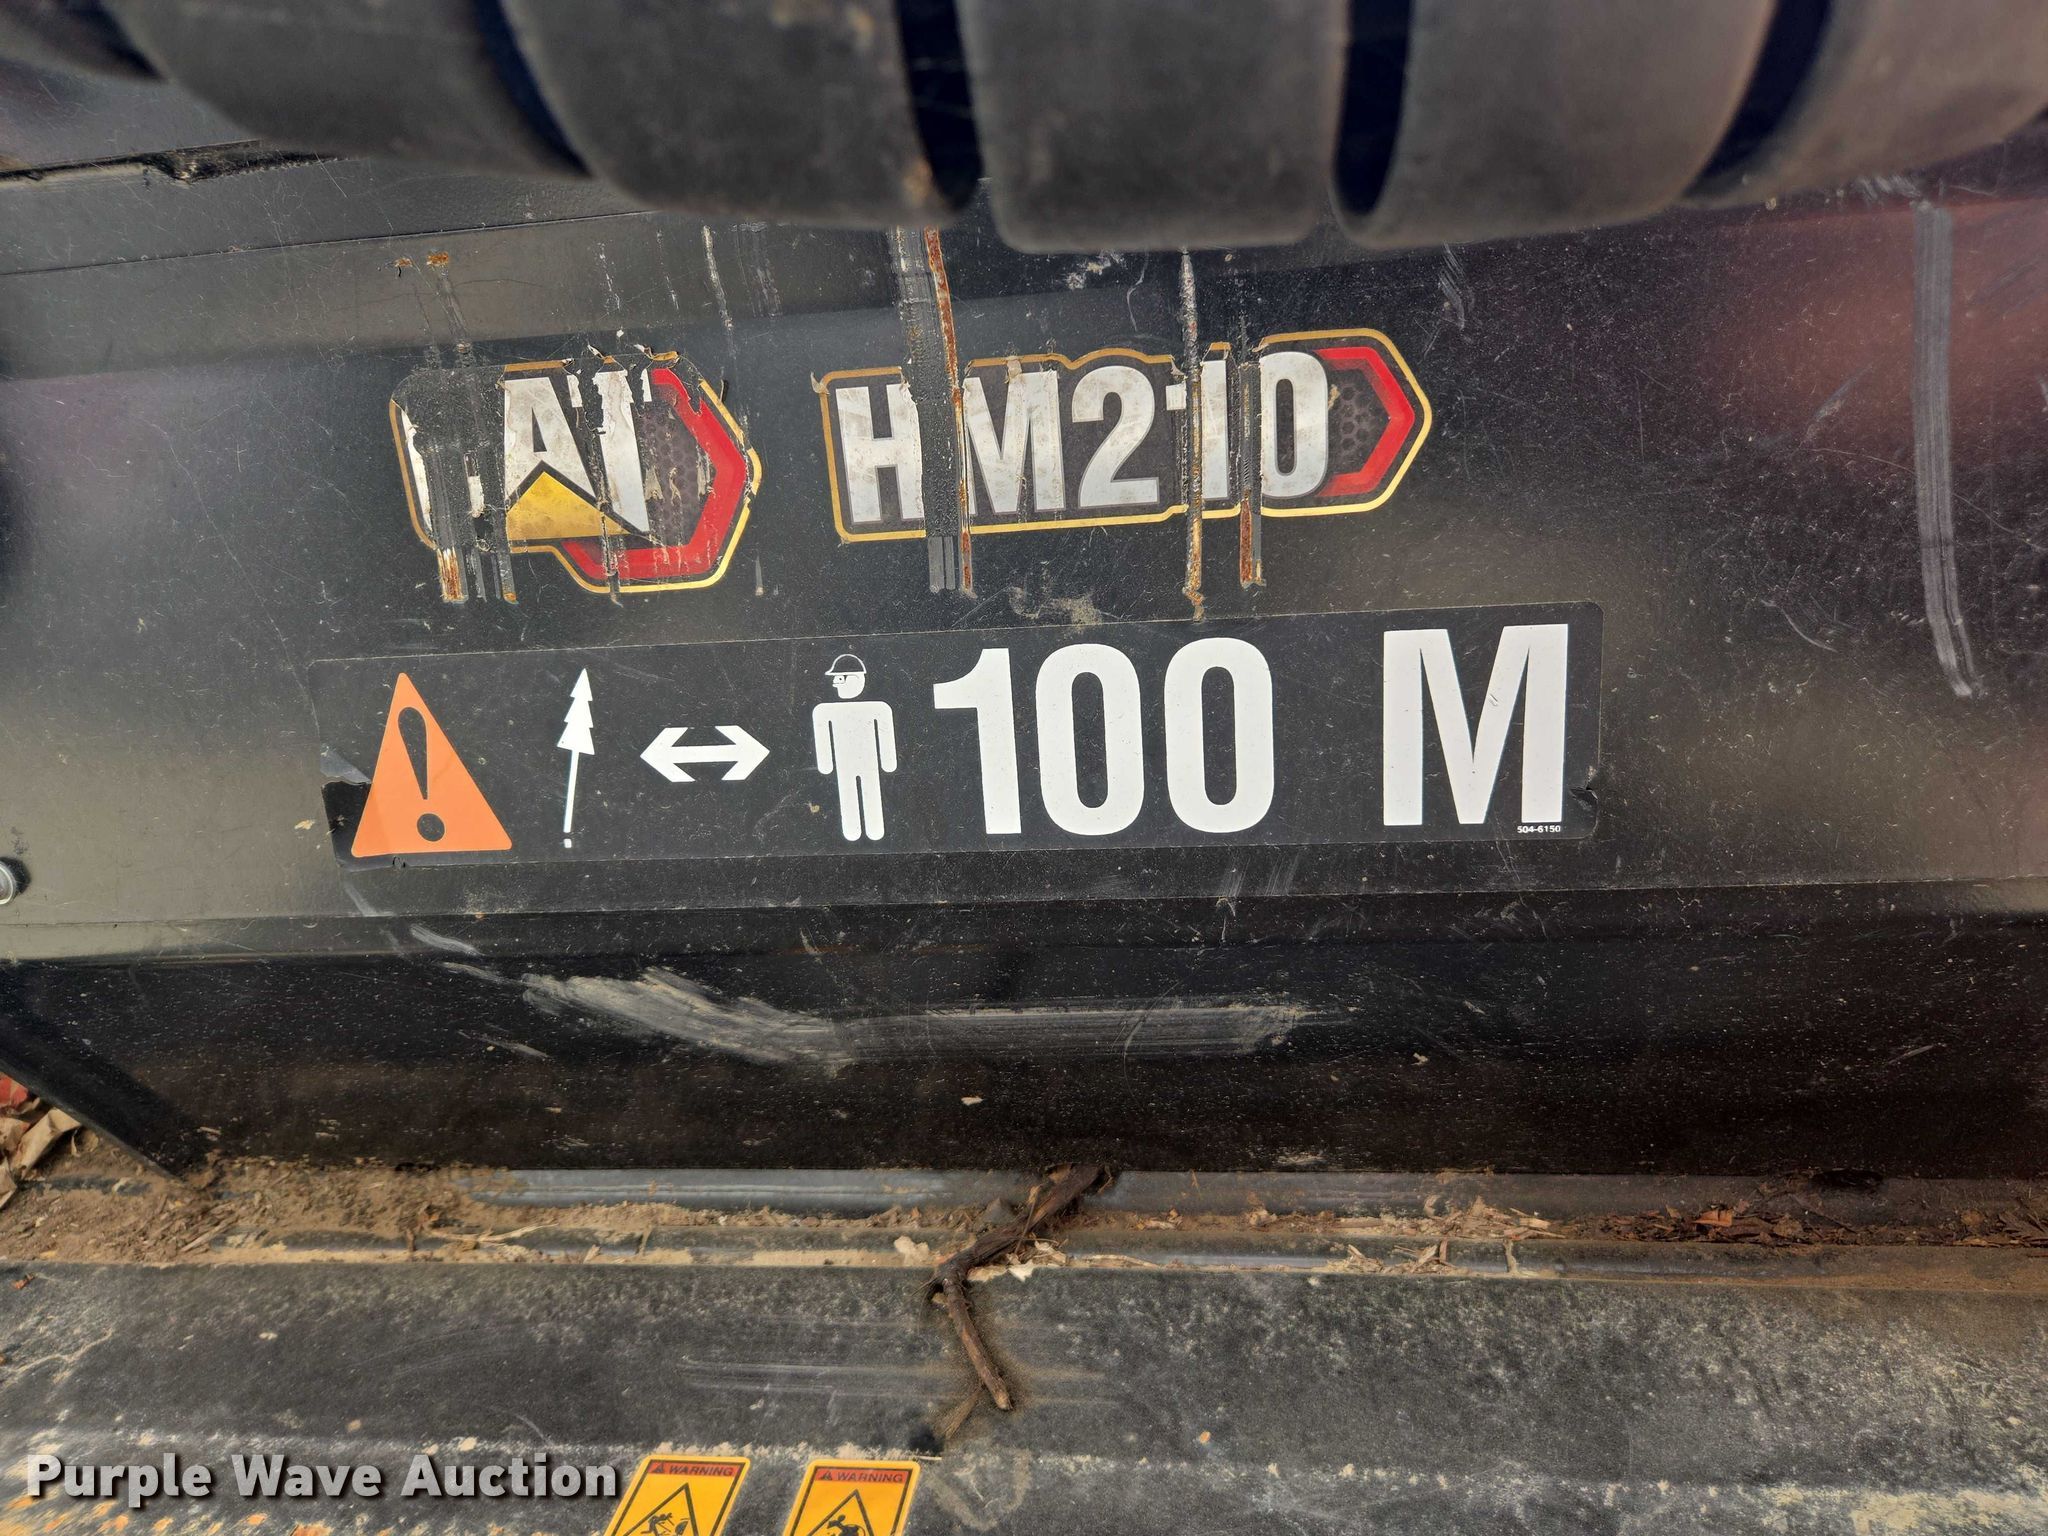 CAT HM210
100 M
504-6150
WARNING WARNING
Purple Wave Auction